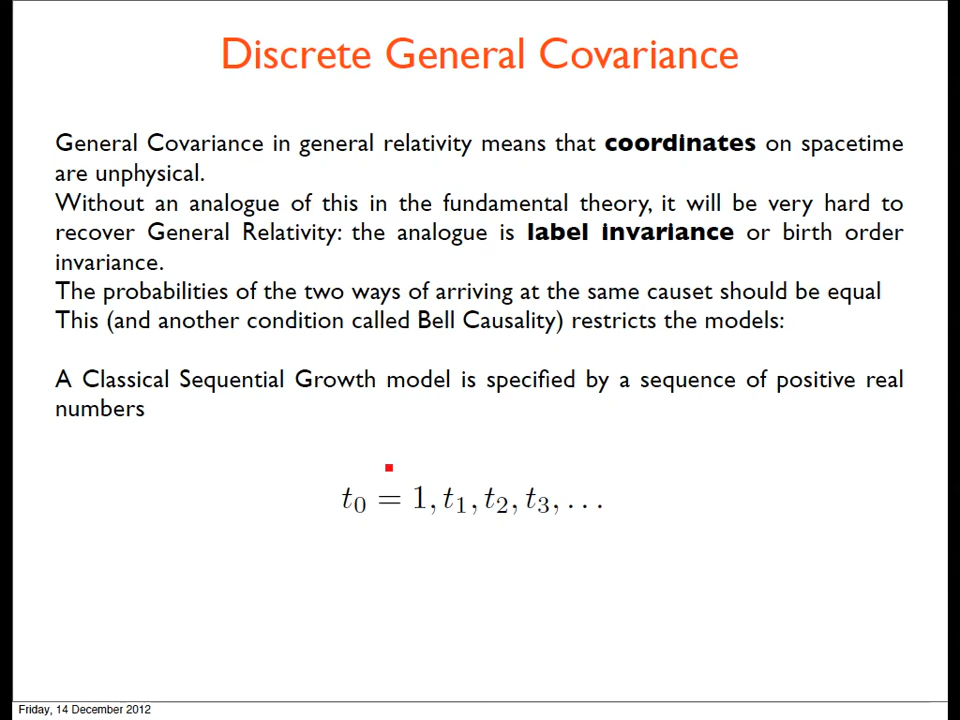 Discrete General Covariance
General Covariance in general relativity means that coordinates on spacetime
are unphysical.
Without an analogue of this in the fundamental theory, it will be very hard to
recover General Relativity: the analogue is label invariance or birth order
invariance.
The probabilities of the two ways of arriving at the same causet should be equal
This (and another condition called Bell Causality) restricts the models:
A Classical Sequential Growth model is specified by a sequence of positive real
numbers
t₀ = 1, t₁, t₂, t₃, . . .
Friday, 14 December 2012